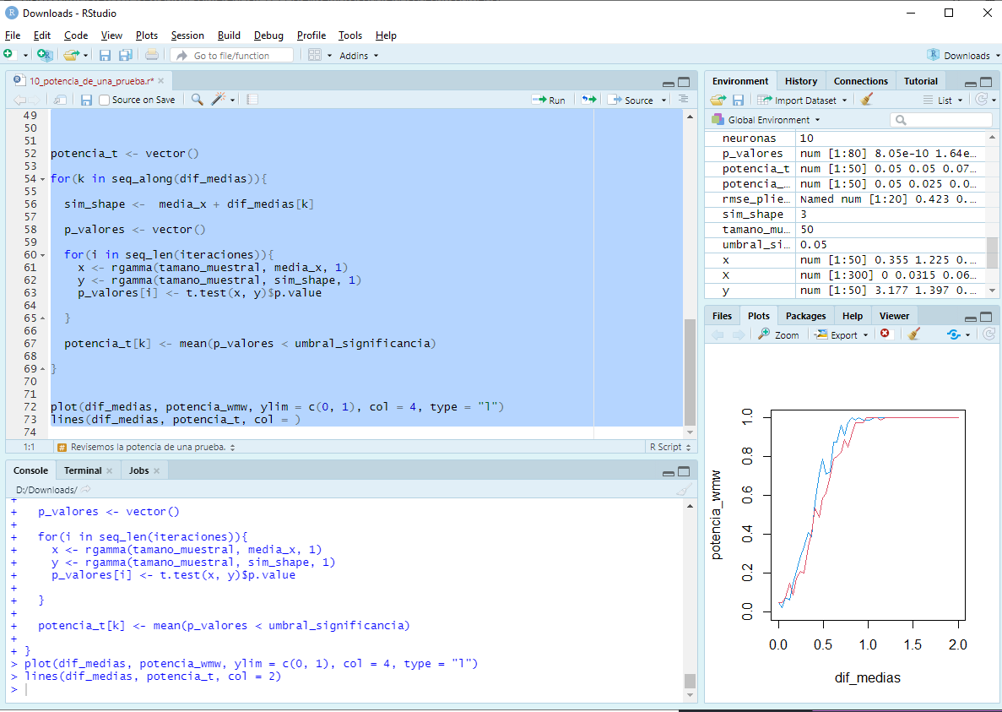 Downloads - RStudio
File Edit Code View Plots Session Build Debug Profile Tools Help
Go to file/function Addins Downloads
10_potencia_de_una_prueba.r*
Source on Save Run Source
49
50
51
52 potencia_t <- vector()
53
54 for(k in seq_along(dif_medias)){
55
56 sim_shape <- media_x + dif_medias[k]
57
58 p_valores <- vector()
59
60 for(i in seq_len(iteraciones)){
61 x <- rgamma(tamano_muestral, media_x, 1)
62 y <- rgamma(tamano_muestral, sim_shape, 1)
63 p_valores[i] <- t.test(x, y)$p.value
64
65 }
66
67 potencia_t[k] <- mean(p_valores < umbral_significancia)
68
69 }
70
71
72 plot(dif_medias, potencia_wmw, ylim = c(0, 1), col = 4, type = "l")
73 lines(dif_medias, potencia_t, col = )
74
1:1 # Revisemos la potencia de una prueba. R Script
Console Terminal Jobs
D:/Downloads/
+
+ p_valores <- vector()
+
+ for(i in seq_len(iteraciones)){
+ x <- rgamma(tamano_muestral, media_x, 1)
+ y <- rgamma(tamano_muestral, sim_shape, 1)
+ p_valores[i] <- t.test(x, y)$p.value
+
+ }
+
+ potencia_t[k] <- mean(p_valores < umbral_significancia)
+
+ }
> plot(dif_medias, potencia_wmw, ylim = c(0, 1), col = 4, type = "l")
> lines(dif_medias, potencia_t, col = 2)
>
Environment History Connections Tutorial
Import Dataset List
Global Environment
neuronas 10
p_valores num [1:80] 8.05e-10 1.64e…
potencia_t num [1:50] 0.05 0.05 0.07…
potencia_… num [1:50] 0.05 0.025 0.0…
rmse_plie… Named num [1:20] 0.423 0.…
sim_shape 3
tamano_mu… 50
umbral_si… 0.05
x num [1:50] 0.355 1.225 0.…
X num [1:300] 0 0.0315 0.06…
y num [1:50] 3.177 1.397 0.…
Files Plots Packages Help Viewer
Zoom Export
potencia_wmw
1.0
0.8
0.6
0.4
0.2
0.0
0.0 0.5 1.0 1.5 2.0
dif_medias